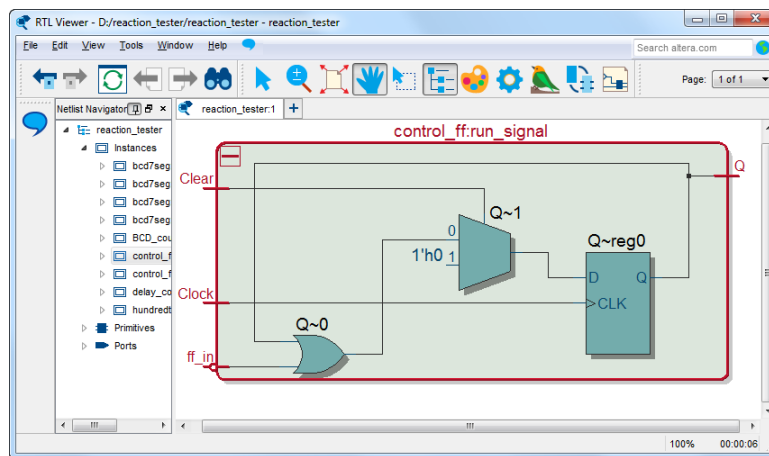 RTL Viewer - D:/reaction_tester/reaction_tester - reaction_tester
File Edit View Tools Window Help
Search altera.com
Page: 1 of 1
Netlist Navigator
reaction_tester:1
reaction_tester
Instances
bcd7seg
bcd7seg
bcd7seg
bcd7seg
BCD_cou
control_f
control_f
delay_co
hundredt
Primitives
Ports
control_ff:run_signal
Clear
Q
Q~1
0
1'h0 1
Q~reg0
D Q
CLK
Clock
Q~0
ff_in
100% 00:00:06